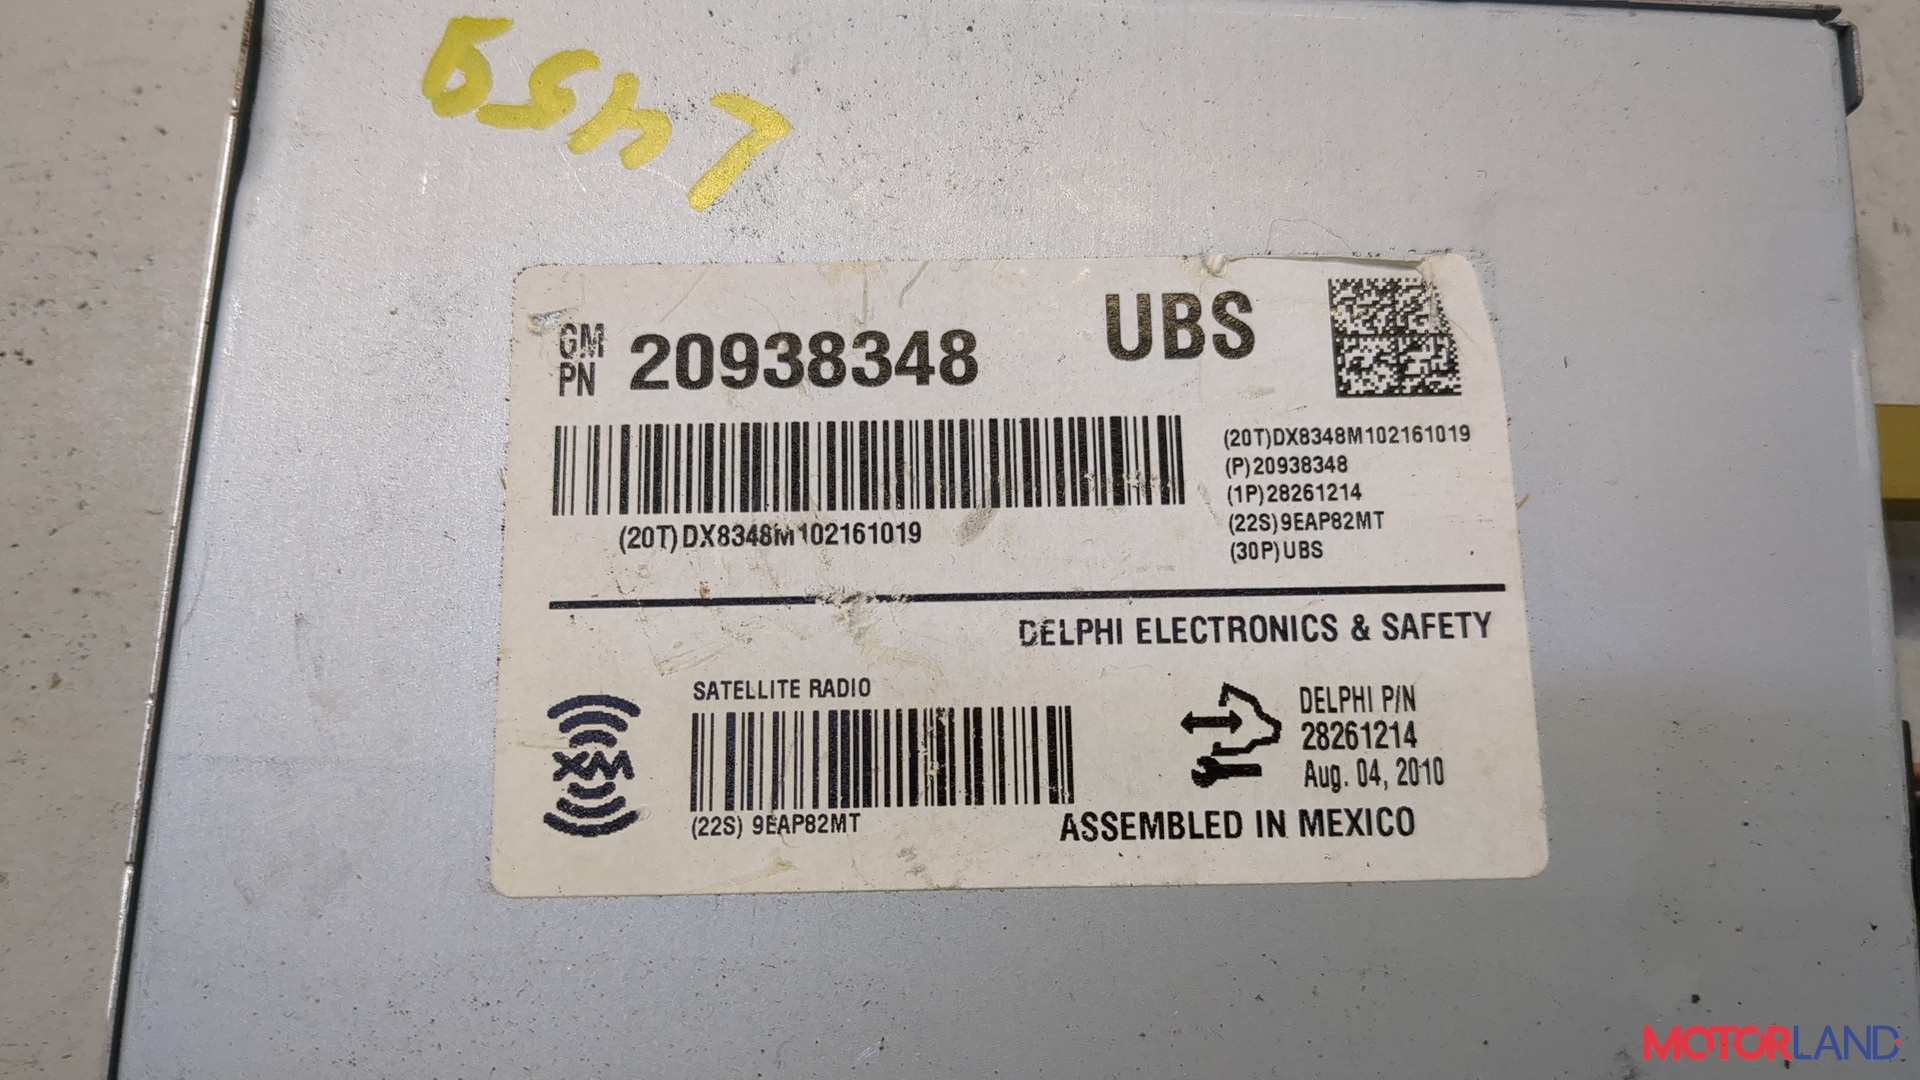 GM
PN 20938348
UBS
(20T)DX8348M102161019
(20T)DX8348M102161019
(P)20938348
(1P)28261214
(22S)9EAP82MT
(30P)UBS
DELPHI ELECTRONICS & SAFETY
SATELLITE RADIO
XM
(22S) 9EAP82MT
DELPHI P/N
28261214
Aug. 04, 2010
ASSEMBLED IN MEXICO
MOTORLAND